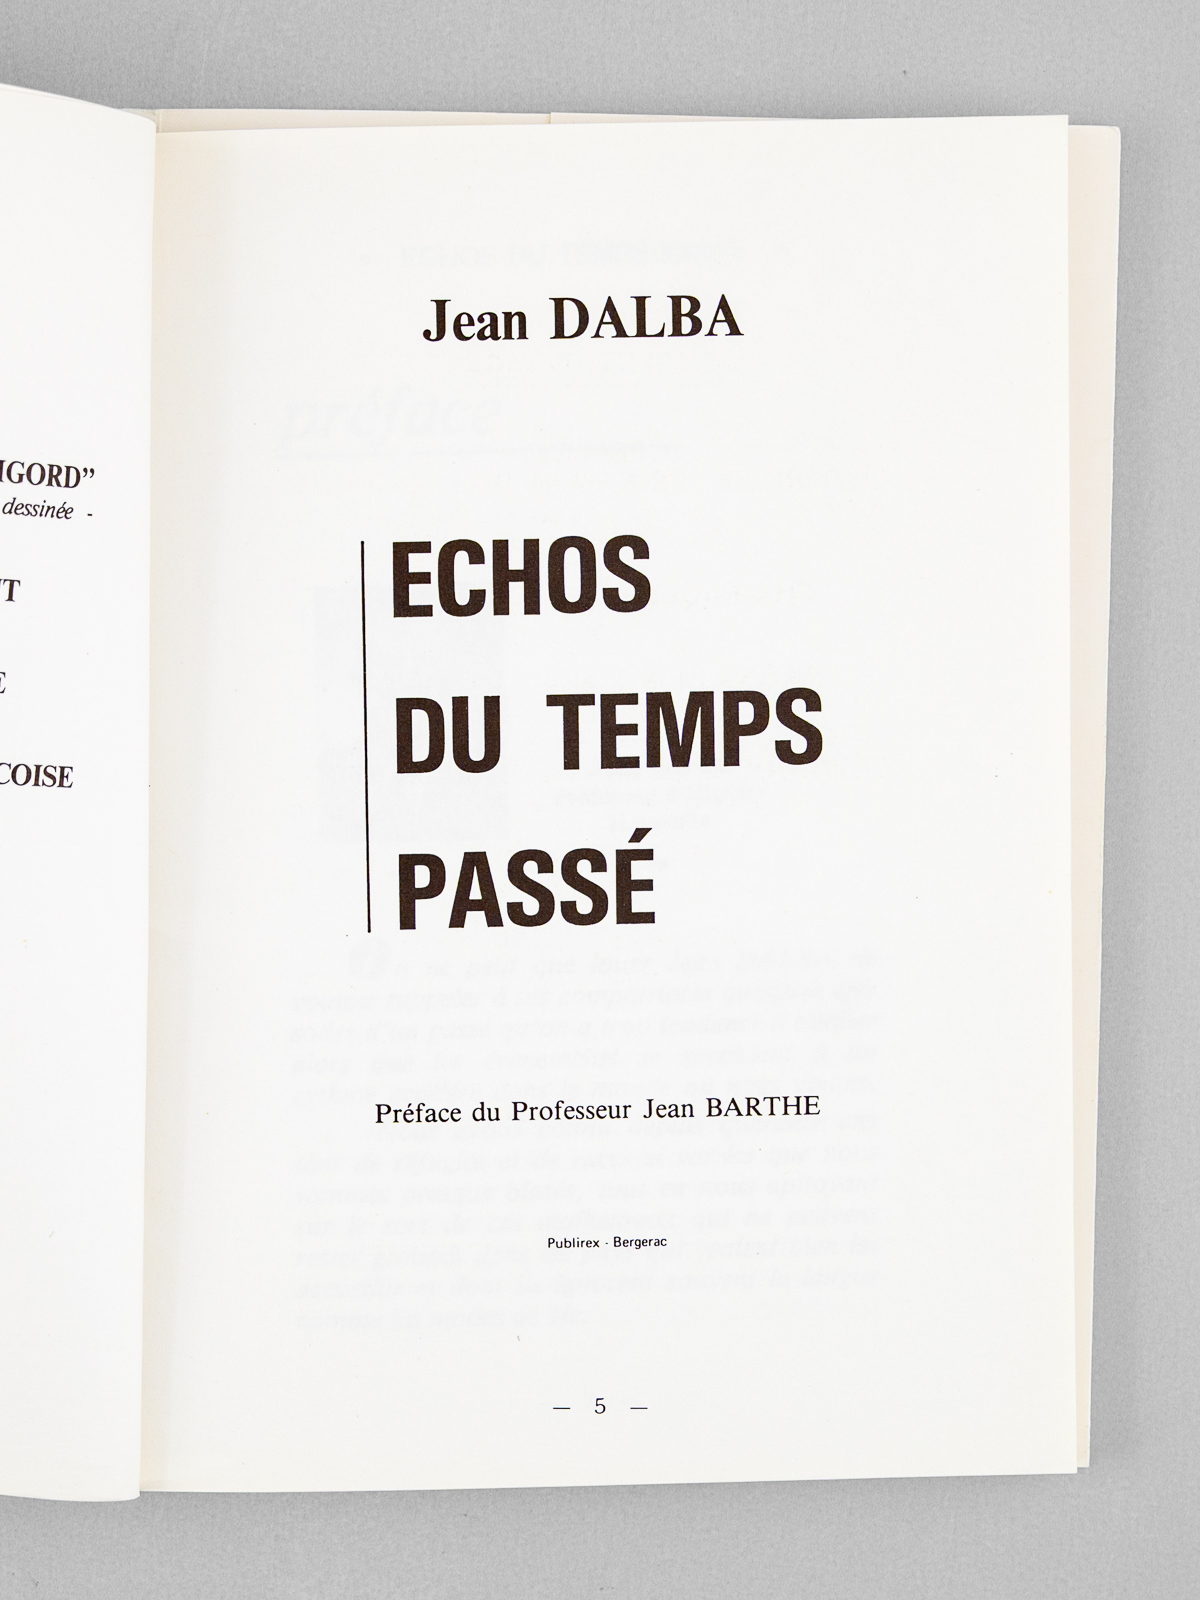 IGORD”
dessinée -
COISE
Jean DALBA
ECHOS
DU TEMPS
PASSÉ
Préface du Professeur Jean BARTHE
Publirex - Bergerac
— 5 —